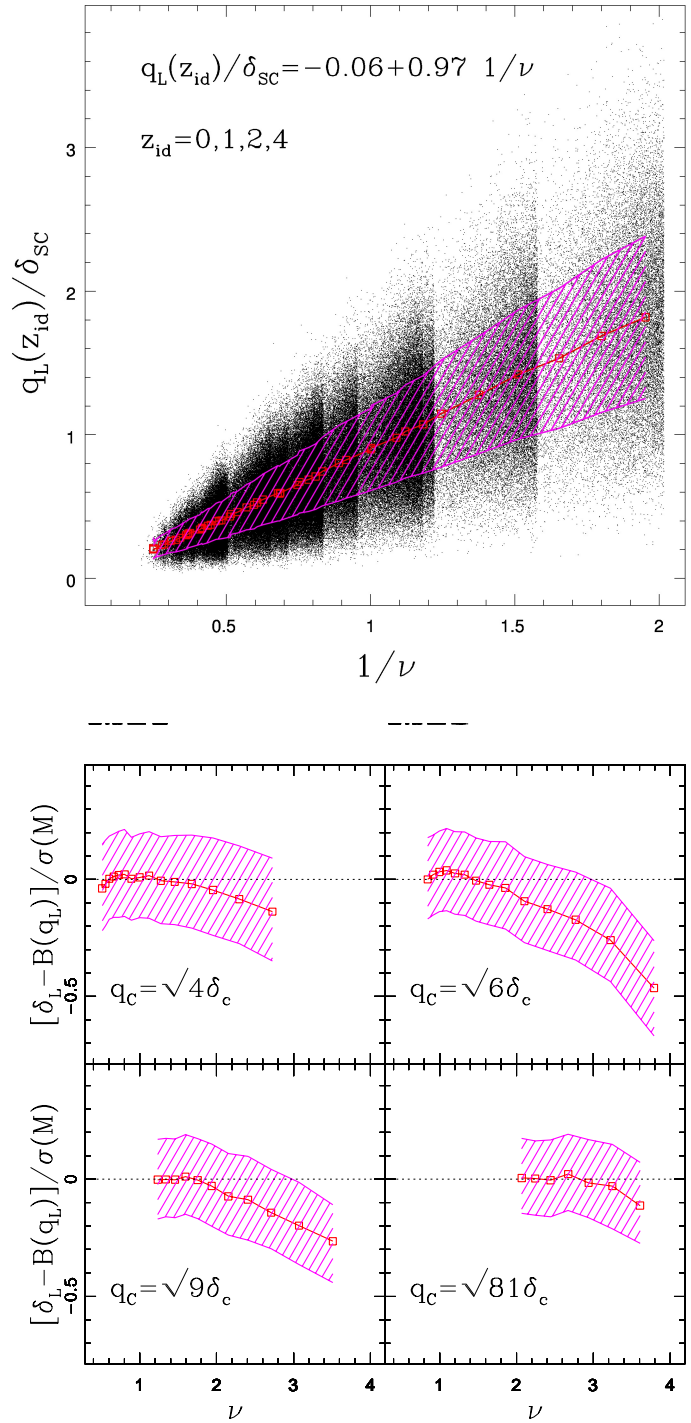 q_L(z_id)/δ_SC=−0.06+0.97 1/ν
z_id=0,1,2,4
q_L(z_id)/δ_SC
3
2
1
0
0.5 1 1.5 2
1/ν
[δ_L−B(q_L)]/σ(M)
0
−0.5
q_C=√4δ_c
q_C=√6δ_c
[δ_L−B(q_L)]/σ(M)
0
−0.5
q_C=√9δ_c
q_C=√81δ_c
1 2 3 4 1 2 3 4
ν ν